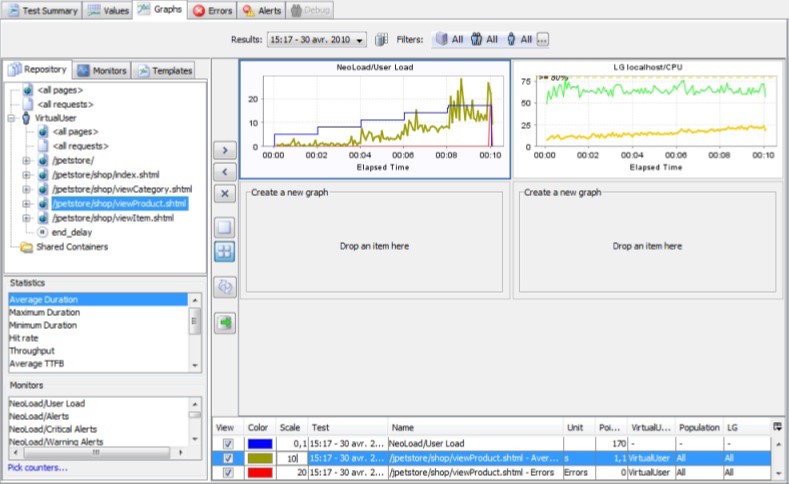 Test Summary Values Graphs Errors Alerts Debug
Results: 15:17 - 30 avr. 2010 Filters: All All All ...
Repository Monitors Templates
<all pages>
<all requests>
VirtualUser
<all pages>
<all requests>
/petstore/
/petstore/shop/index.shtml
/petstore/shop/viewCategory.shtml
/petstore/shop/viewProduct.shtml
/petstore/shop/viewItem.shtml
end_delay
Shared Containers
Statistics
Average Duration
Maximum Duration
Minimum Duration
Hit rate
Throughput
Average TTFB
Monitors
NeoLoad/User Load
NeoLoad/Alerts
NeoLoad/Critical Alerts
NeoLoad/Warning Alerts
Pick counters...
NeoLoad/User Load
20
10
0
00:00 00:02 00:04 00:06 00:08 00:10
Elapsed Time
LG localhost/CPU
>= 80%
75
50
25
0
00:00 00:02 00:04 00:06 00:08 00:10
Elapsed Time
Create a new graph
Drop an item here
Create a new graph
Drop an item here
View Color Scale Test Name Unit Poi... VirtualU... Population LG
0,1 15:17 - 30 avr. 2... NeoLoad/User Load 170 - - -
10 15:17 - 30 avr. 2... /petstore/shop/viewProduct.shtml - Aver... s 1,1 VirtualUser All All
20 15:17 - 30 avr. 2... /petstore/shop/viewProduct.shtml - Errors Errors 0 VirtualUser All All